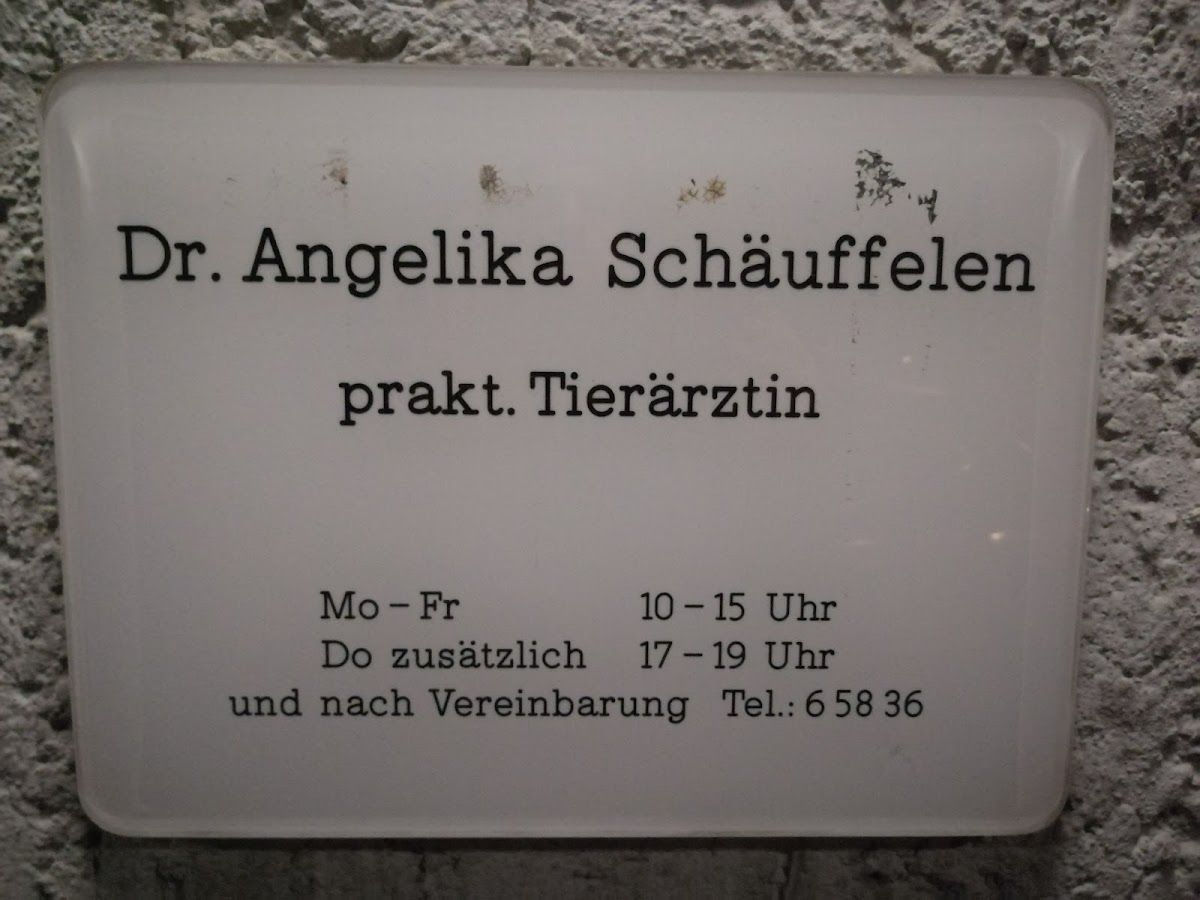 Dr. Angelika Schäuffelen
prakt. Tierärztin
Mo – Fr 10 – 15 Uhr
Do zusätzlich 17 – 19 Uhr
und nach Vereinbarung Tel.: 6 58 36